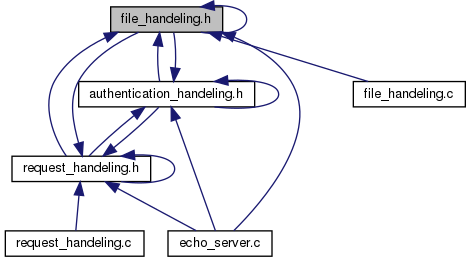 file_handeling.h
authentication_handeling.h
file_handeling.c
request_handeling.h
request_handeling.c
echo_server.c